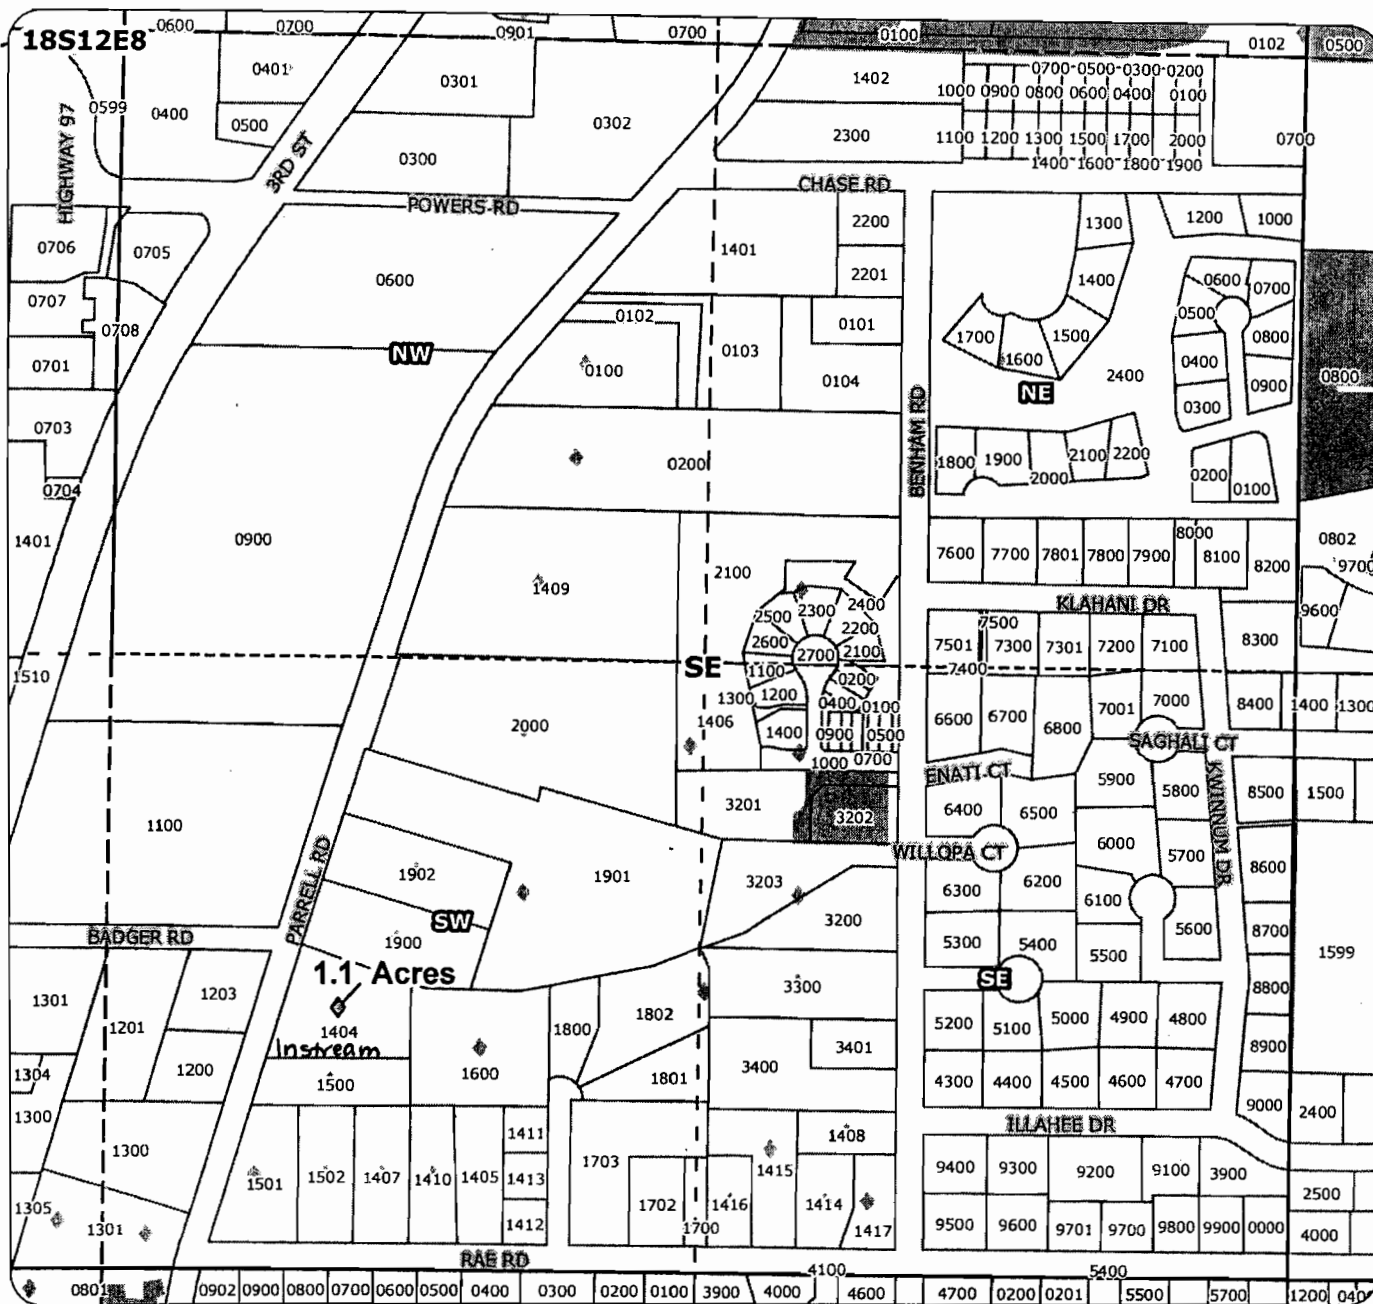 18S12E8
0600 0700 0901 0700 0100 0102 0500
0401 0301 1402 0700 0500 0300 0200
0599 0400 0500 0302 1000 0900 0800 0600 0400 0100
HIGHWAY 97
3RD ST
0300 2300 1100 1200 1300 1500 1700 2000 0700
1400 1600 1800 1900
POWERS RD
CHASE RD
0706 0705 1401 2200 1300 1200 1000
0600 2201 1400 0600 0700
0707 0708 0102 0101 0500
NW 0103 1700 1600 1500 0800
0701 0100 0104 2400 0400 0900 0800
NE 0300
BENHAM RD
0703 0200 1800 1900 2000 2100 2200 0200 0100
0704
1401 0900 1409 2100 7600 7700 7801 7800 7900 8000 8100 8200 0802 9700
KLAHANI DR
2500 2300 2400 7500 9600
2600 2200 7501 7300 7301 7200 7100 8300
2700 2100
SE 7400
1510 1100 0200
1300 1200 0400 0100 7001 7000 8400 1400 1300
2000 1406 1400 0900 0500 6600 6700 6800
SAGHALI CT
1000 0700
ENATI CT
5900 5800 8500 1500
KWINNUM DR
1100 3201 3202 6400 6500
WILLOPA CT
6000 5700 8600
PARRELL RD
1902 1901 3203 6300 6200 6100
SW 3200 5600 8700
1900 5300 5400 5500 1599
BADGER RD
1.1 Acres
SE
1301 1203 3300 8800
1201 1404 1800 1802 5200 5100 5000 4900 4800
Instream
1304 1200 1500 1600 1801 3400 3401 4300 4400 4500 4600 4700 8900
1300 9000 2400
ILLAHEE DR
1300 1411 1408
1501 1502 1407 1410 1405 1413 1703 1415 9400 9300 9200 9100 3900
1305 1301 1412 1702 1700 1416 1414 1417 9500 9600 9701 9700 9800 9900 0000 2500
4000
RAE RD
4100 5400
0801 0902 0900 0800 0700 0600 0500 0400 0300 0200 0100 3900 4000 4600 4700 0200 0201 5500 5700 1200